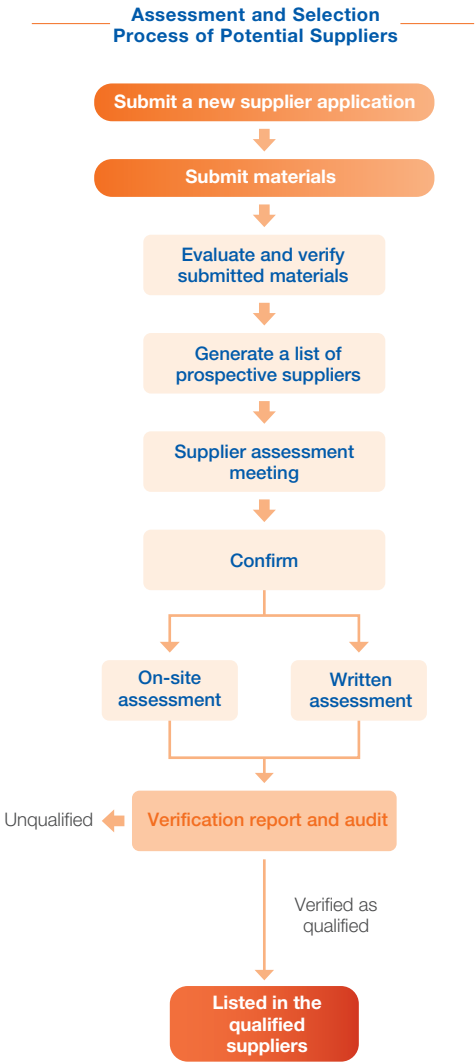 Assessment and Selection
Process of Potential Suppliers
Submit a new supplier application
Submit materials
Evaluate and verify
submitted materials
Generate a list of
prospective suppliers
Supplier assessment
meeting
Confirm
On-site
assessment
Written
assessment
Unqualified
Verification report and audit
Verified as
qualified
Listed in the
qualified
suppliers